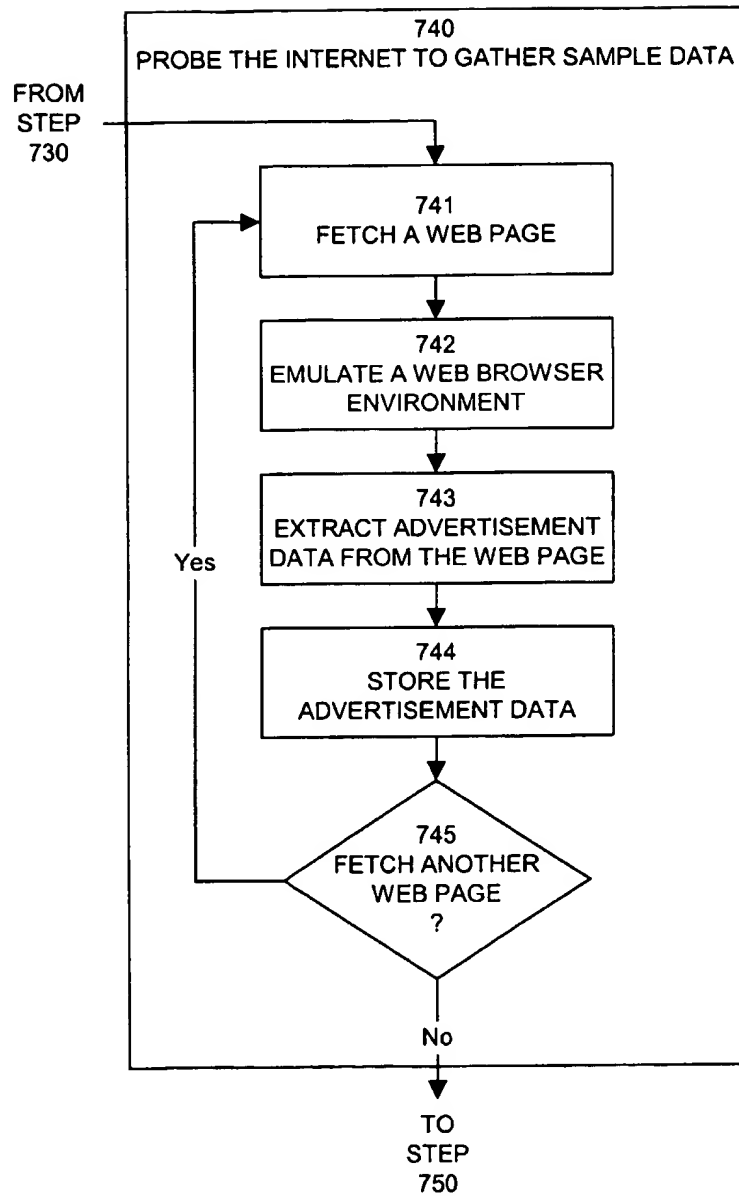 740
PROBE THE INTERNET TO GATHER SAMPLE DATA
FROM
STEP
730
741
FETCH A WEB PAGE
742
EMULATE A WEB BROWSER
ENVIRONMENT
743
EXTRACT ADVERTISEMENT
DATA FROM THE WEB PAGE
Yes
744
STORE THE
ADVERTISEMENT DATA
745
FETCH ANOTHER
WEB PAGE
?
No
TO
STEP
750